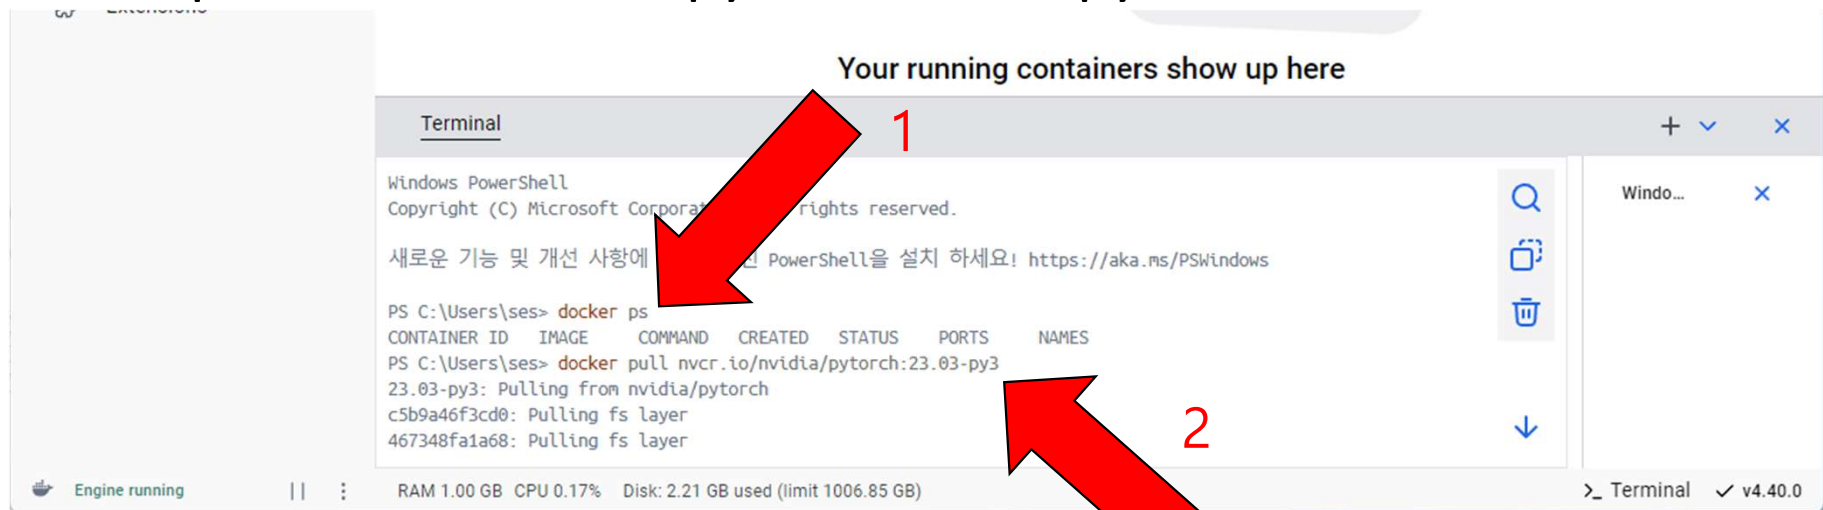 Extensions
Your running containers show up here
Terminal
1
Windows PowerShell
Copyright (C) Microsoft rights reserved.
Windo...
새로운 기능 및 개선 사항에 PowerShell을 설치 하세요! https://aka.ms/PSWindows
PS C:\Users\ses> docker ps
CONTAINER ID IMAGE COMMAND CREATED STATUS PORTS NAMES
PS C:\Users\ses> docker pull nvcr.io/nvidia/pytorch:23.03-py3
23.03-py3: Pulling from nvidia/pytorch
c5b9a46f3cd0: Pulling fs layer
2
467348fa1a68: Pulling fs layer
Engine running
RAM 1.00 GB CPU 0.17% Disk: 2.21 GB used (limit 1006.85 GB)
>_ Terminal
v4.40.0